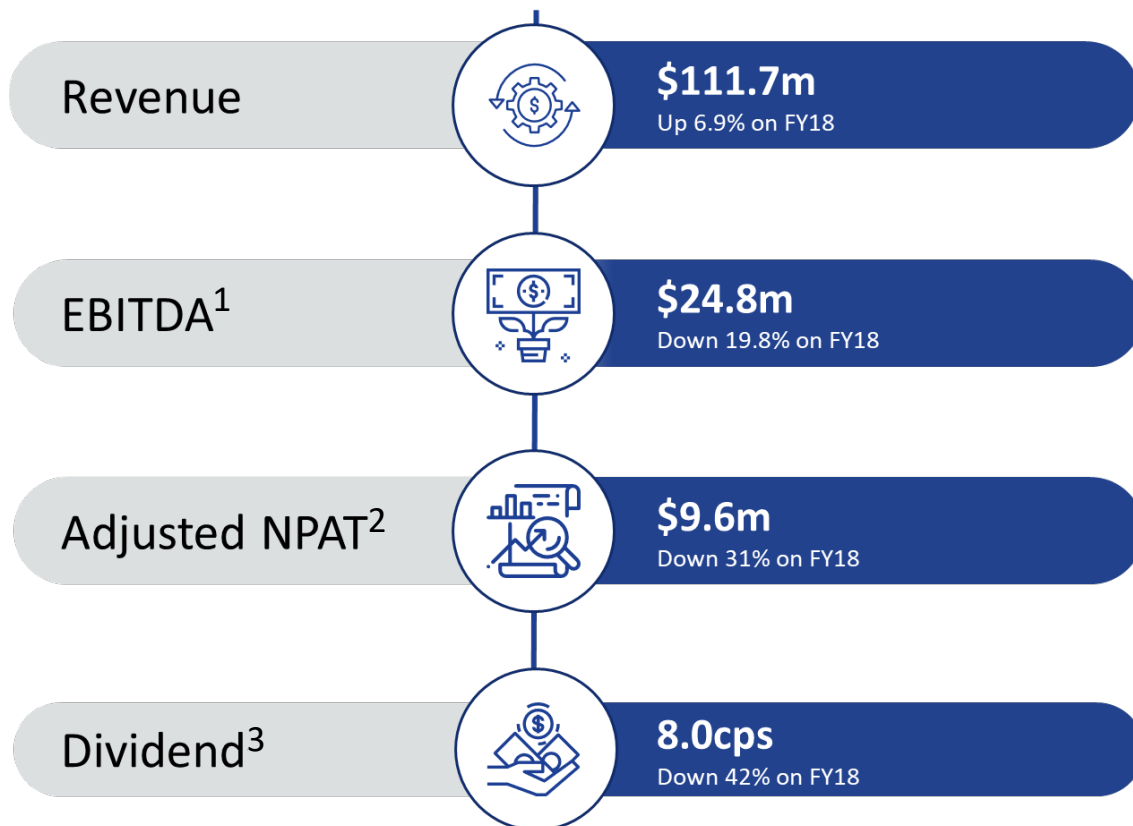 Revenue
$111.7m
Up 6.9% on FY18
EBITDA¹
$24.8m
Down 19.8% on FY18
Adjusted NPAT²
$9.6m
Down 31% on FY18
Dividend³
8.0cps
Down 42% on FY18